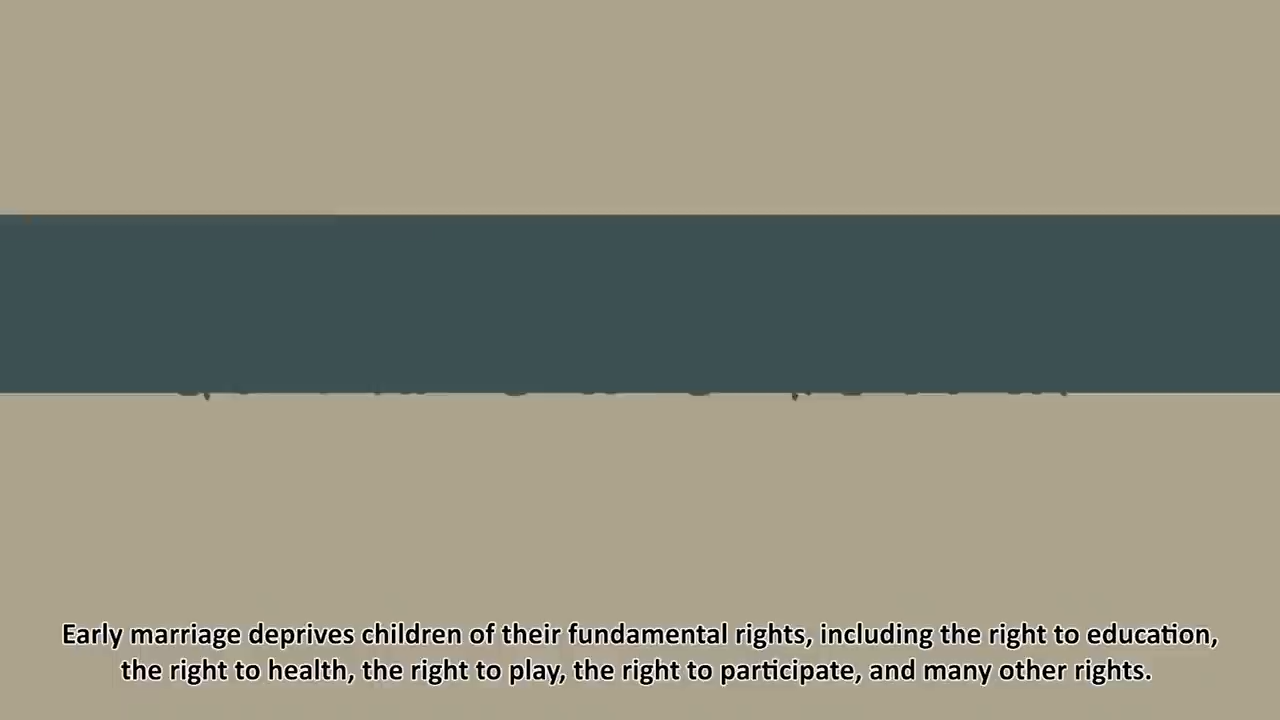 Early marriage deprives children of their fundamental rights, including the right to education,
the right to health, the right to play, the right to participate, and many other rights.